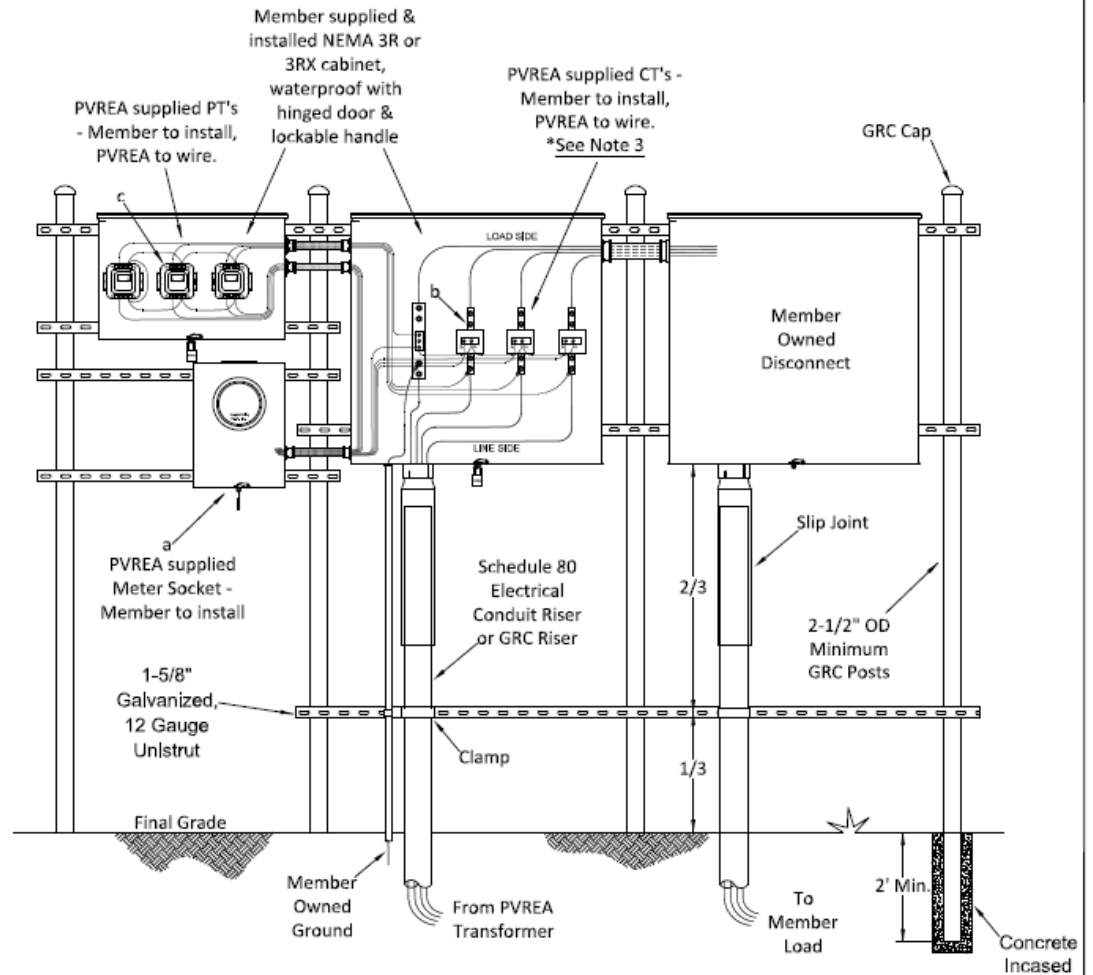 Member supplied &
installed NEMA 3R or
3RX cabinet,
waterproof with
hinged door &
lockable handle
PVREA supplied PT's
- Member to install,
PVREA to wire.
PVREA supplied CT's -
Member to install,
PVREA to wire.
*See Note 3
GRC Cap
c
LOAD SIDE
b
Member
Owned
Disconnect
LINE SIDE
a
PVREA supplied
Meter Socket -
Member to install
Schedule 80
Electrical
Conduit Riser
or GRC Riser
Slip Joint
2/3
2-1/2" OD
Minimum
GRC Posts
1-5/8"
Galvanized,
12 Gauge
Unistrut
Clamp
1/3
Final Grade
Member
Owned
Ground
From PVREA
Transformer
To
Member
Load
2' Min.
Concrete
Incased